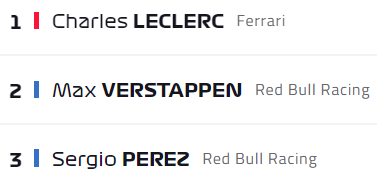 1 Charles LECLERC Ferrari
2 Max VERSTAPPEN Red Bull Racing
3 Sergio PEREZ Red Bull Racing